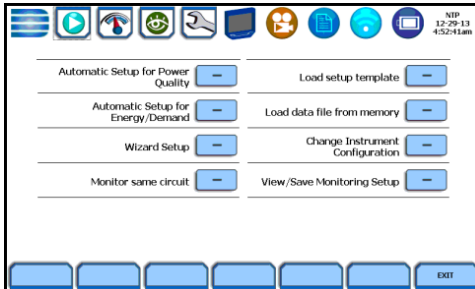 NTP
12-29-13
4:52:41am
Automatic Setup for Power
Quality
Load setup template
Automatic Setup for
Energy/Demand
Load data file from memory
Wizard Setup
Change Instrument
Configuration
Monitor same circuit
View/Save Monitoring Setup
EXIT